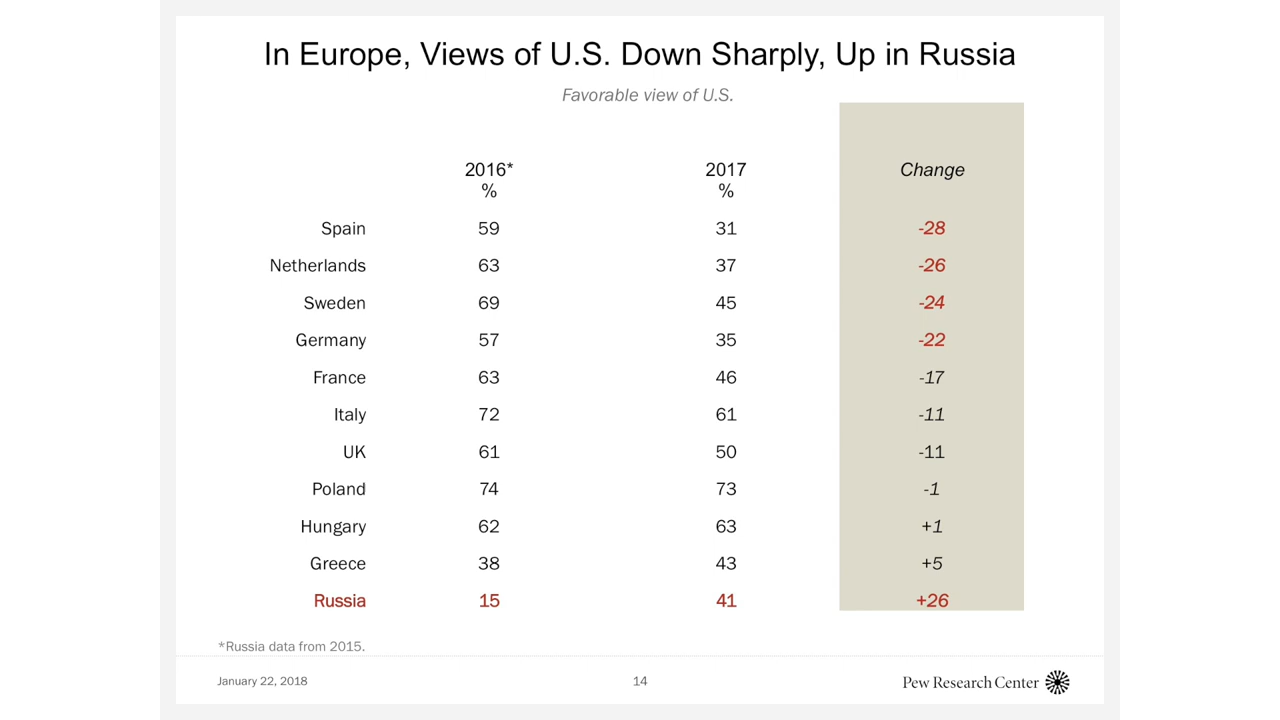 In Europe, Views of U.S. Down Sharply, Up in Russia
Favorable view of U.S.
2016* 2017 Change
% %
Spain 59 31 -28
Netherlands 63 37 -26
Sweden 69 45 -24
Germany 57 35 -22
France 63 46 -17
Italy 72 61 -11
UK 61 50 -11
Poland 74 73 -1
Hungary 62 63 +1
Greece 38 43 +5
Russia 15 41 +26
*Russia data from 2015.
January 22, 2018 14 Pew Research Center